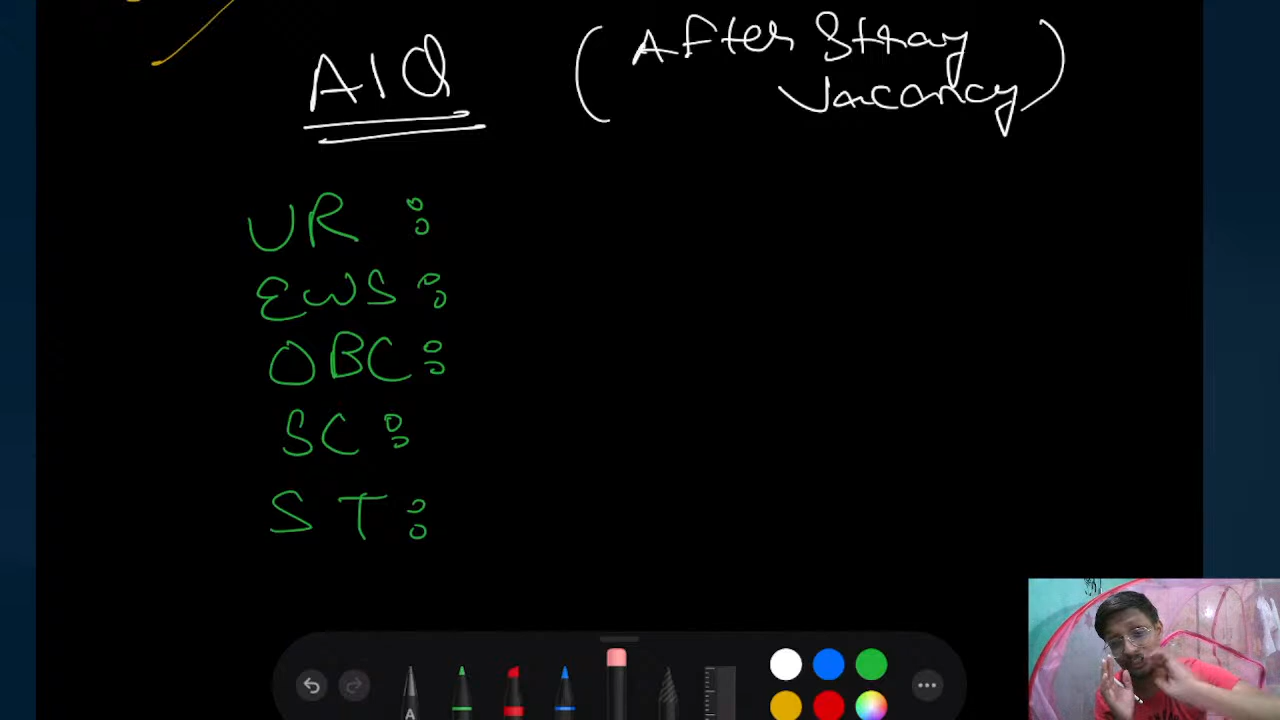 AIQ (After Stray
Vacancy)
UR :
EWS :
OBC :
SC :
ST :
A